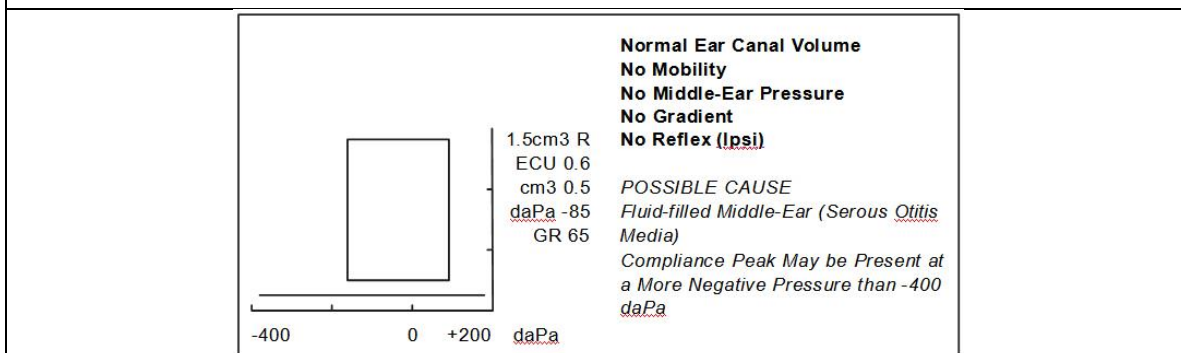 Normal Ear Canal Volume
No Mobility
No Middle-Ear Pressure
No Gradient
No Reflex (Ipsi)
1.5cm3 R
ECU 0.6
cm3 0.5
daPa -85
GR 65
POSSIBLE CAUSE
Fluid-filled Middle-Ear (Serous Otitis
Media)
Compliance Peak May be Present at
a More Negative Pressure than -400
daPa
-400 0 +200 daPa